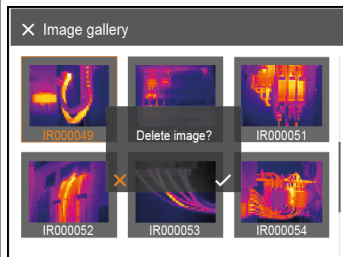 Image gallery
IR000049
Delete image?
IR000051
IR000052
IR000053
IR000054